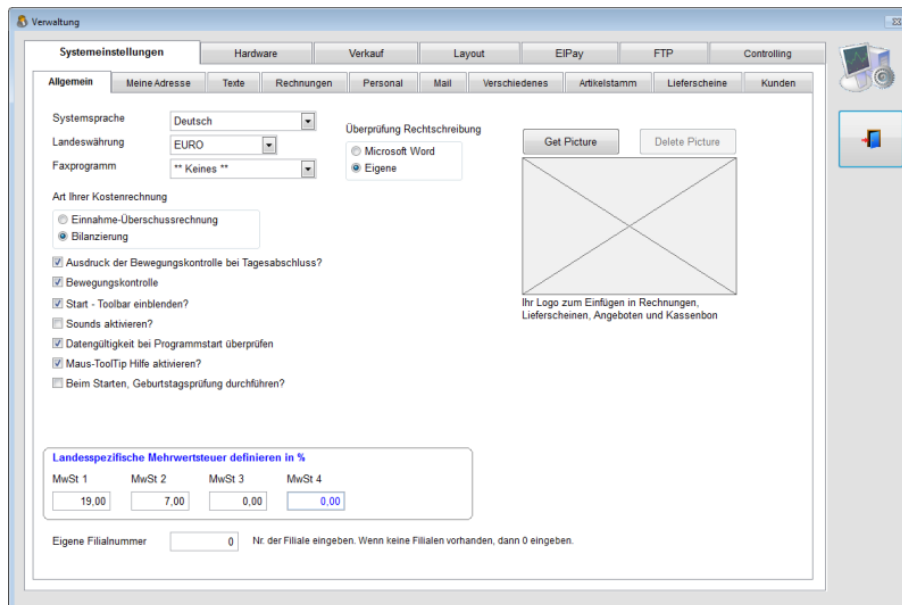 Verwaltung
Systemeinstellungen Hardware Verkauf Layout ElPay FTP Controlling
Allgemein Meine Adresse Texte Rechnungen Personal Mail Verschiedenes Artikelstamm Lieferscheine Kunden
Systemsprache Deutsch
Landeswährung EURO
Faxprogramm ** Keines **
Überprüfung Rechtschreibung
Microsoft Word
Eigene
Get Picture Delete Picture
Art Ihrer Kostenrechnung
Einnahme-Überschussrechnung
Bilanzierung
Ausdruck der Bewegungskontrolle bei Tagesabschluss?
Bewegungskontrolle
Start - Toolbar einblenden?
Sounds aktivieren?
Datengültigkeit bei Programmstart überprüfen
Maus-ToolTip Hilfe aktivieren?
Beim Starten, Geburtstagsprüfung durchführen?
Ihr Logo zum Einfügen in Rechnungen,
Lieferscheinen, Angeboten und Kassenbon
Landesspezifische Mehrwertsteuer definieren in %
MwSt 1 MwSt 2 MwSt 3 MwSt 4
19,00 7,00 0,00 0,00
Eigene Filialnummer 0 Nr. der Filiale eingeben. Wenn keine Filialen vorhanden, dann 0 eingeben.